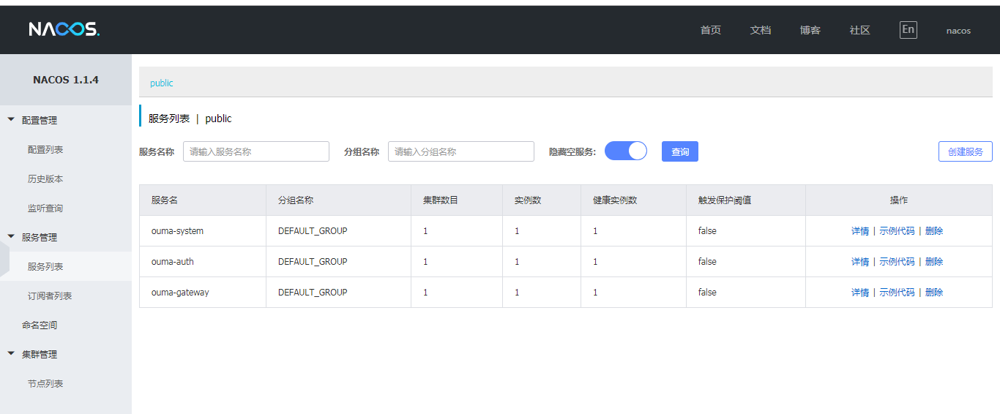 NACOS.
首页 文档 博客 社区 En nacos
NACOS 1.1.4
配置管理
配置列表
历史版本
监听查询
服务管理
服务列表
订阅者列表
命名空间
集群管理
节点列表
public
服务列表 | public
服务名称 请输入服务名称 分组名称 请输入分组名称 隐藏空服务: 查询 创建服务
服务名 分组名称 集群数目 实例数 健康实例数 触发保护阈值 操作
ouma-system DEFAULT_GROUP 1 1 1 false 详情 | 示例代码 | 删除
ouma-auth DEFAULT_GROUP 1 1 1 false 详情 | 示例代码 | 删除
ouma-gateway DEFAULT_GROUP 1 1 1 false 详情 | 示例代码 | 删除